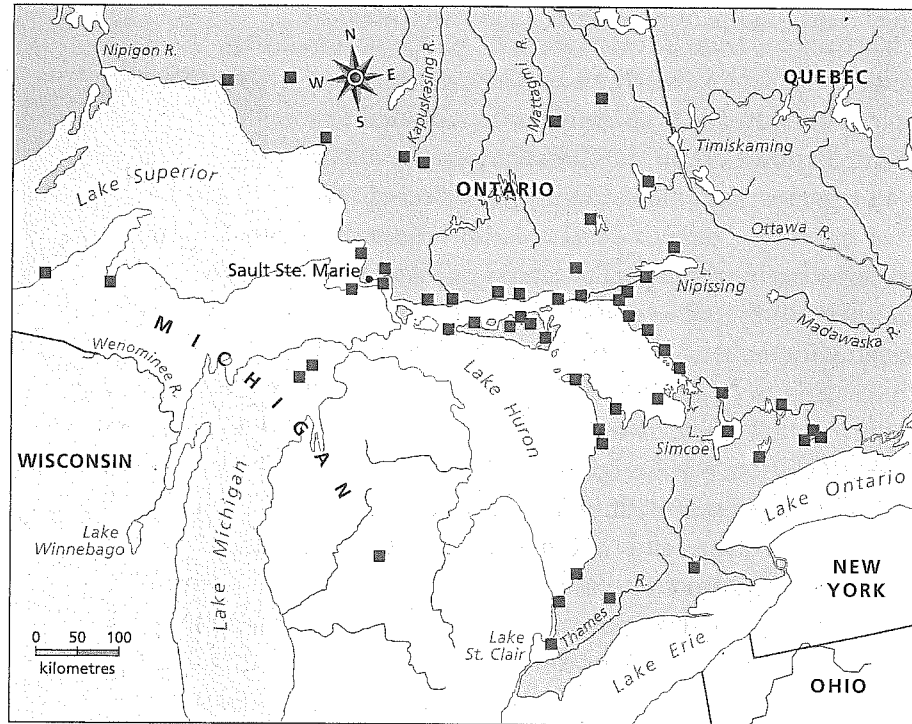 Nipigon R.
N
W
E
S
Kapuskasing R.
Mattagmi R.
QUEBEC
L. Timiskaming
Lake Superior
ONTARIO
Ottawa R.
Sault Ste. Marie
L.
Nipissing
Madawaska R.
MICHIGAN
Wenominee R.
Lake Huron
L.
Simcoe
WISCONSIN
Lake Michigan
Lake Ontario
Lake
Winnebago
NEW
YORK
Thames R.
0 50 100
kilometres
Lake
St. Clair
Lake Erie
OHIO